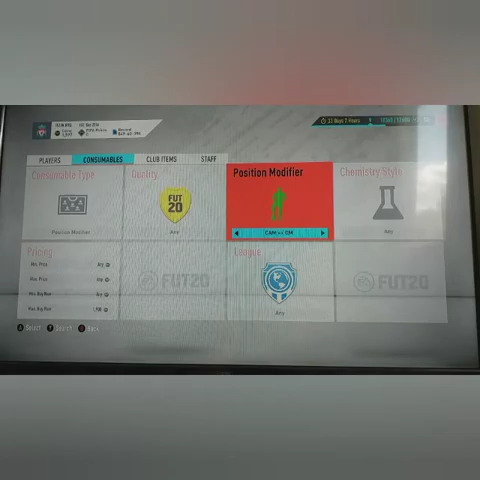 PLAYERS CONSUMABLES CLUB ITEMS STAFF
Consumable Type
Quality
Position Modifier
Chemistry Style
FUT
20
Position Modifier
Any
CAM >> CM
Any
Pricing
League
Min Price Any
Max Price Any
Min Buy Now Any
Max Buy Now
FUT20
FUT20
Any
Select Search Back